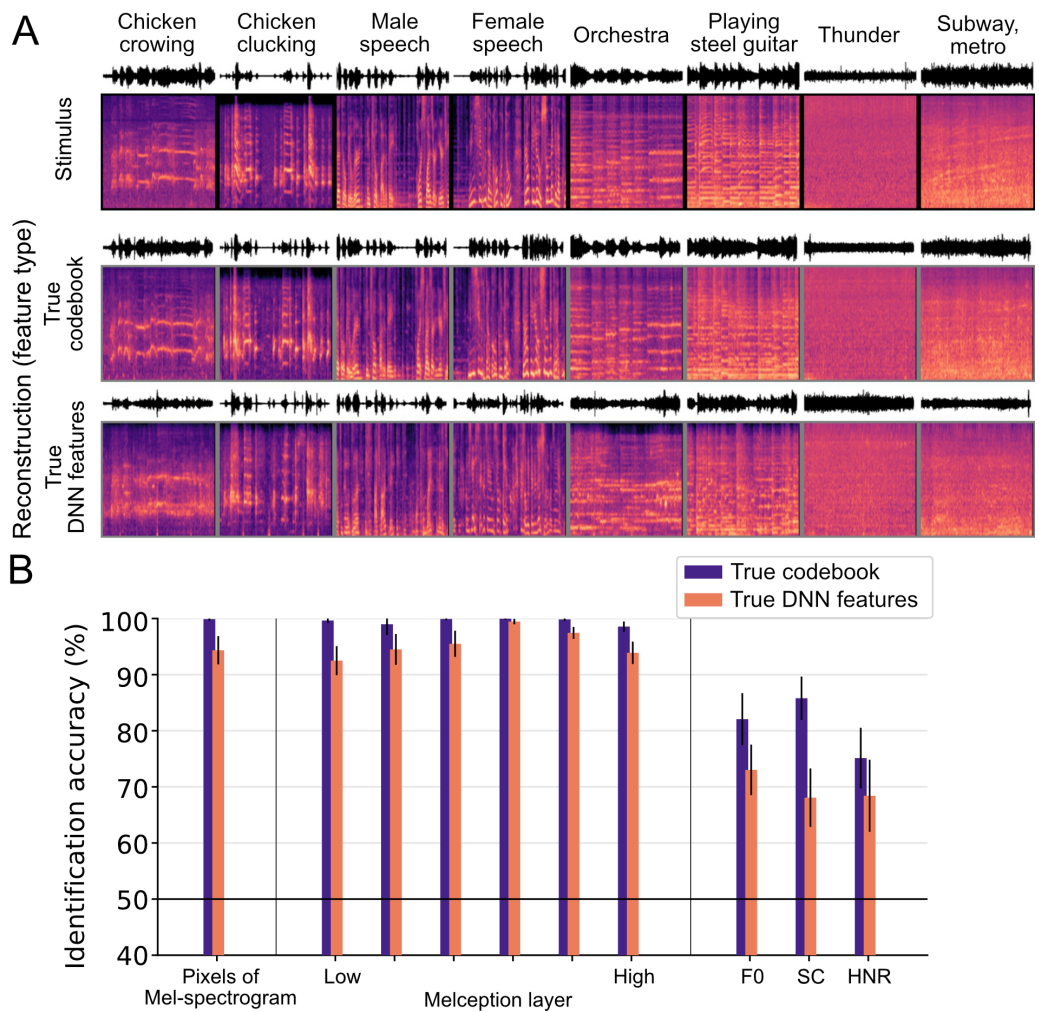 A
Chicken
crowing
Chicken
clucking
Male
speech
Female
speech
Orchestra
Playing
steel guitar
Thunder
Subway,
metro
Stimulus
Reconstruction (feature type)
True
codebook
True
DNN features
B
True codebook
True DNN features
Identification accuracy (%)
100
90
80
70
60
50
40
Pixels of
Mel-spectrogram
Low
High
Melception layer
F0
SC
HNR